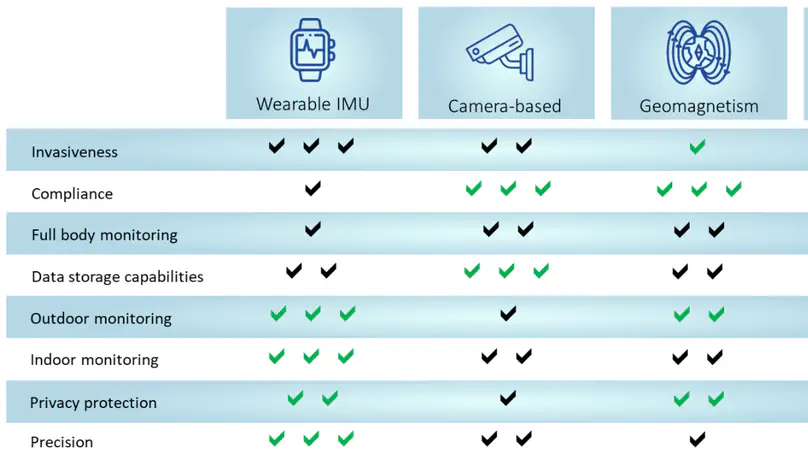 Wearable IMU Camera-based Geomagnetism
Invasiveness
Compliance
Full body monitoring
Data storage capabilities
Outdoor monitoring
Indoor monitoring
Privacy protection
Precision